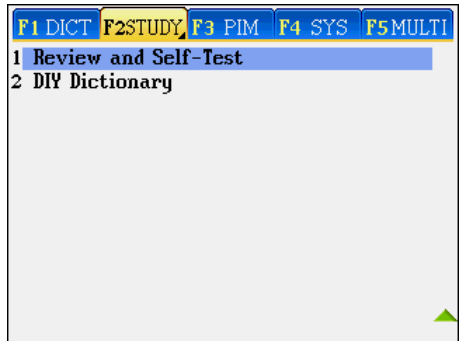 F1 DICT F2STUDY F3 PIM F4 SYS F5MULTI
1 Review and Self-Test
2 DIY Dictionary